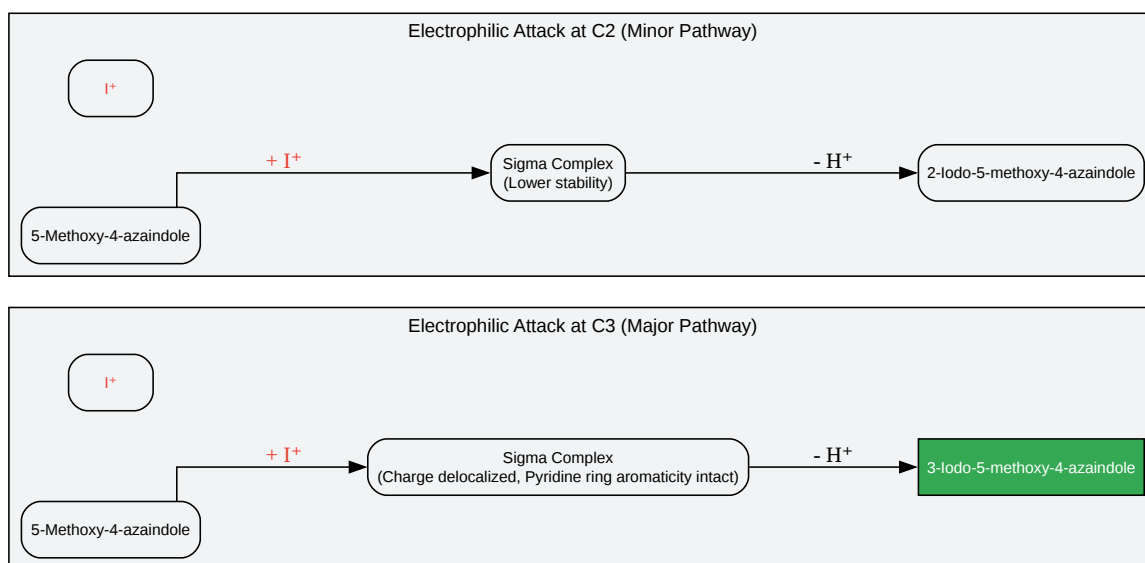 Electrophilic Attack at C2 (Minor Pathway)
I⁺
+ I⁺
Sigma Complex
(Lower stability)
- H⁺
2-Iodo-5-methoxy-4-azaindole
5-Methoxy-4-azaindole
Electrophilic Attack at C3 (Major Pathway)
I⁺
+ I⁺
Sigma Complex
(Charge delocalized, Pyridine ring aromaticity intact)
- H⁺
3-Iodo-5-methoxy-4-azaindole
5-Methoxy-4-azaindole